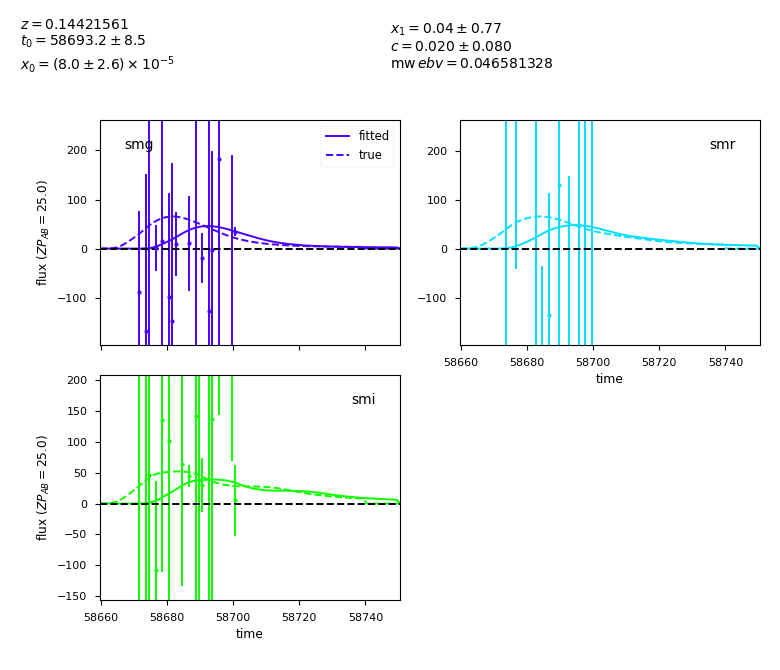 z = 0.14421561
t₀ = 58693.2 ± 8.5
x₀ = (8.0 ± 2.6) × 10⁻⁵
x₁ = 0.04 ± 0.77
c = 0.020 ± 0.080
mw ebv = 0.046581328
smg
fitted
true
200
100
0
−100
flux (ZP_AB = 25.0)
smr
200
100
0
−100
58660 58680 58700 58720 58740
time
smi
200
150
100
50
0
−50
−100
−150
flux (ZP_AB = 25.0)
58660 58680 58700 58720 58740
time